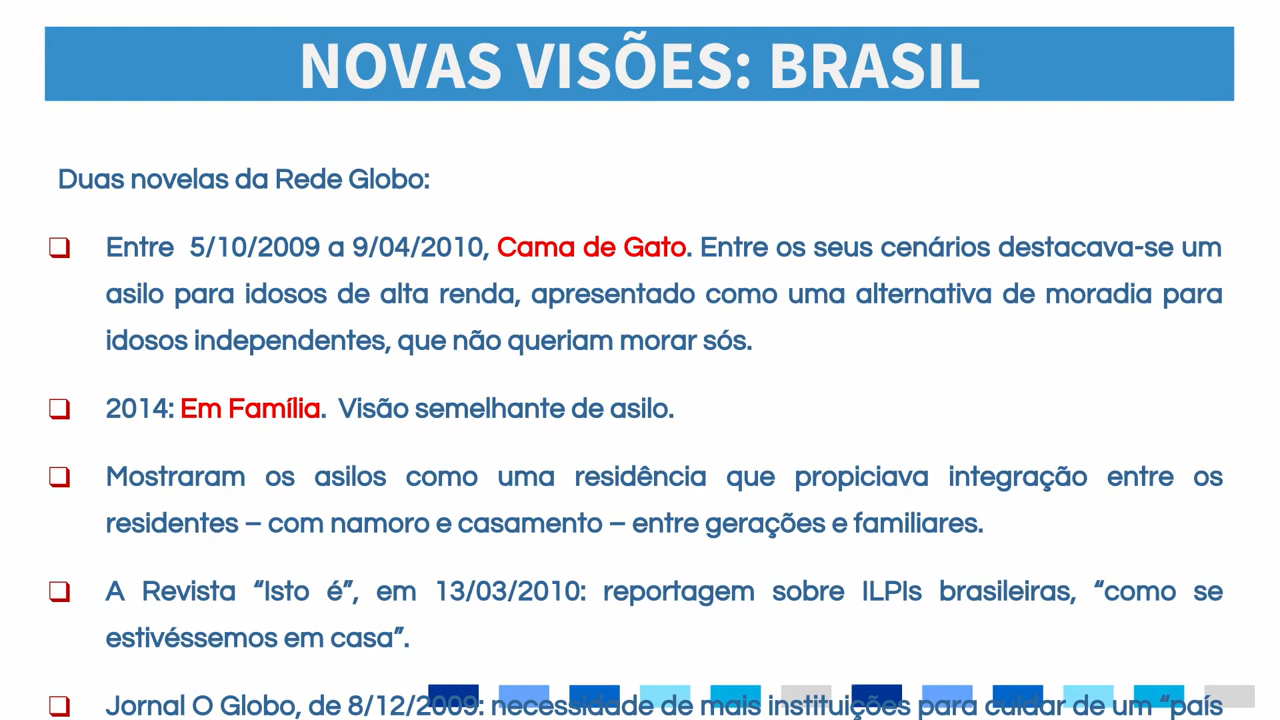 NOVAS VISÕES: BRASIL
Duas novelas da Rede Globo:
Entre 5/10/2009 a 9/04/2010, Cama de Gato. Entre os seus cenários destacava-se um
asilo para idosos de alta renda, apresentado como uma alternativa de moradia para
idosos independentes, que não queriam morar sós.
2014: Em Família. Visão semelhante de asilo.
Mostraram os asilos como uma residência que propiciava integração entre os
residentes – com namoro e casamento – entre gerações e familiares.
A Revista “Isto é”, em 13/03/2010: reportagem sobre ILPIs brasileiras, “como se
estivéssemos em casa”.
Jornal O Globo, de 8/12/2009: necessidade de mais instituições para cuidar de um “país